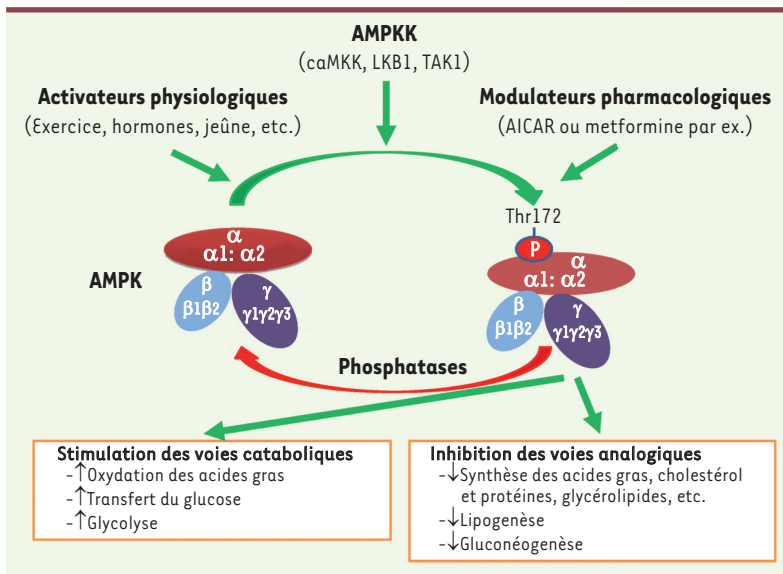 AMPKK
(caMKK, LKB1, TAK1)
Activateurs physiologiques
(Exercice, hormones, jeûne, etc.)
Modulateurs pharmacologiques
(AICAR ou metformine par ex.)
Thr172
P
α
α1: α2
β
β1β2
γ
γ1γ2γ3
AMPK
α
α1: α2
β
β1β2
γ
γ1γ2γ3
Phosphatases
Stimulation des voies cataboliques
-↑Oxydation des acides gras
-↑Transfert du glucose
-↑Glycolyse
Inhibition des voies analogiques
-↓Synthèse des acides gras, cholestérol
et protéines, glycérolipides, etc.
-↓Lipogenèse
-↓Gluconéogenèse